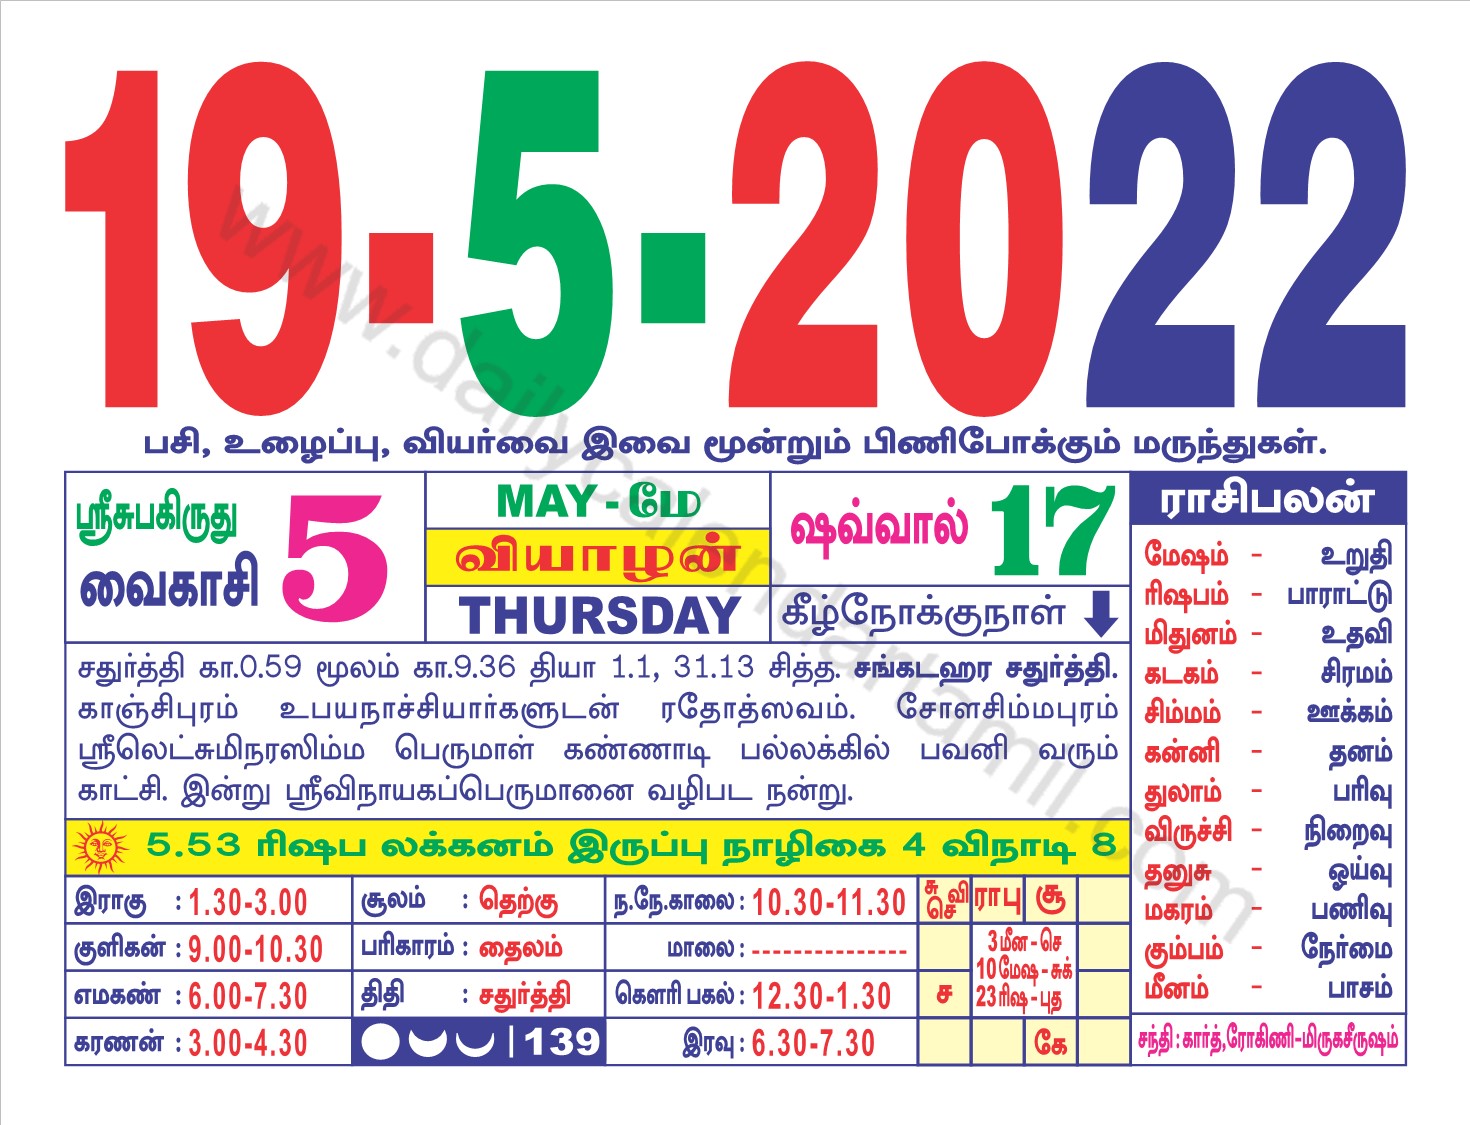 19-5-2022
பசி, உழைப்பு, வியர்வை இவை மூன்றும் பிணிபோக்கும் மருந்துகள்.
ஸ்ரீசுபகிருது
வைகாசி 5
MAY - மே
வியாழன்
THURSDAY
ஷவ்வால் 17
கீழ்நோக்குநாள்
சதுர்த்தி கா.0.59 மூலம் கா.9.36 தியா 1.1, 31.13 சித்த. சங்கடஹர சதுர்த்தி.
காஞ்சிபுரம் உபயநாச்சியார்களுடன் ரதோத்ஸவம். சோளசிம்மபுரம்
ஸ்ரீலெட்சுமிநரஸிம்ம பெருமாள் கண்ணாடி பல்லக்கில் பவனி வரும்
காட்சி. இன்று ஸ்ரீவிநாயகப்பெருமானை வழிபட நன்று.
5.53 ரிஷப லக்கனம் இருப்பு நாழிகை 4 விநாடி 8
இராகு : 1.30-3.00
குளிகன் : 9.00-10.30
எமகண் : 6.00-7.30
கரணன் : 3.00-4.30
சூலம் : தெற்கு
பரிகாரம் : தைலம்
திதி : சதுர்த்தி
139
ந.நே.காலை : 10.30-11.30
மாலை : ---------------
கௌரி பகல் : 12.30-1.30
இரவு : 6.30-7.30
சு வி செ
ராபு
சூ
3 மீன - செ
10 மேஷ - சுக்
23 ரிஷ - புத
ச
கே
ராசிபலன்
மேஷம் - உறுதி
ரிஷபம் - பாராட்டு
மிதுனம் - உதவி
கடகம் - சிரமம்
சிம்மம் - ஊக்கம்
கன்னி - தனம்
துலாம் - பரிவு
விருச்சி - நிறைவு
தனுசு - ஓய்வு
மகரம் - பணிவு
கும்பம் - நேர்மை
மீனம் - பாசம்
சந்தி : கார்த்,ரோகிணி-மிருகசீருஷம்
www.dailycalendartamil.com